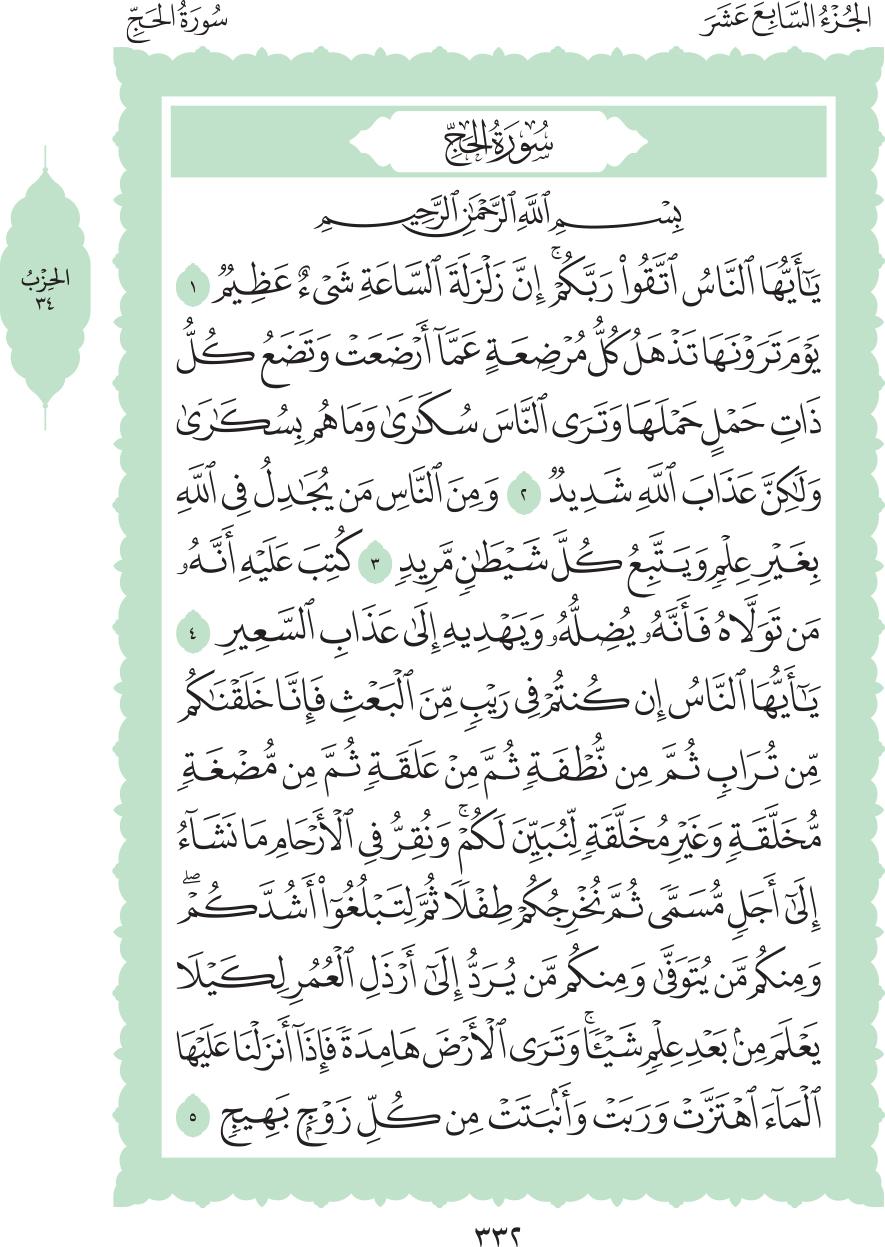 الجُزْءُ السَّابِعَ عَشَرَ
سُورَةُ الحَجِّ
سُورَةُ الحَجِّ
بِسْمِ ٱللَّهِ ٱلرَّحْمَٰنِ ٱلرَّحِيمِ
يَٰٓأَيُّهَا ٱلنَّاسُ ٱتَّقُوا۟ رَبَّكُمْۚ إِنَّ زَلْزَلَةَ ٱلسَّاعَةِ شَىْءٌ عَظِيمٌۭ ١
يَوْمَ تَرَوْنَهَا تَذْهَلُ كُلُّ مُرْضِعَةٍ عَمَّآ أَرْضَعَتْ وَتَضَعُ كُلُّ
ذَاتِ حَمْلٍ حَمْلَهَا وَتَرَى ٱلنَّاسَ سُكَٰرَىٰ وَمَا هُم بِسُكَٰرَىٰ
وَلَٰكِنَّ عَذَابَ ٱللَّهِ شَدِيدٌۭ ٢ وَمِنَ ٱلنَّاسِ مَن يُجَٰدِلُ فِى ٱللَّهِ
بِغَيْرِ عِلْمٍۢ وَيَتَّبِعُ كُلَّ شَيْطَٰنٍۢ مَّرِيدٍۢ ٣ كُتِبَ عَلَيْهِ أَنَّهُۥ
مَن تَوَلَّاهُ فَأَنَّهُۥ يُضِلُّهُۥ وَيَهْدِيهِ إِلَىٰ عَذَابِ ٱلسَّعِيرِ ٤
يَٰٓأَيُّهَا ٱلنَّاسُ إِن كُنتُمْ فِى رَيْبٍۢ مِّنَ ٱلْبَعْثِ فَإِنَّا خَلَقْنَٰكُم
مِّن تُرَابٍۢ ثُمَّ مِن نُّطْفَةٍۢ ثُمَّ مِنْ عَلَقَةٍۢ ثُمَّ مِن مُّضْغَةٍۢ
مُّخَلَّقَةٍۢ وَغَيْرِ مُخَلَّقَةٍۢ لِّنُبَيِّنَ لَكُمْۚ وَنُقِرُّ فِى ٱلْأَرْحَامِ مَا نَشَآءُ
إِلَىٰٓ أَجَلٍۢ مُّسَمًّۭى ثُمَّ نُخْرِجُكُمْ طِفْلًۭا ثُمَّ لِتَبْلُغُوٓا۟ أَشُدَّكُمْۖ
وَمِنكُم مَّن يُتَوَفَّىٰ وَمِنكُم مَّن يُرَدُّ إِلَىٰٓ أَرْذَلِ ٱلْعُمُرِ لِكَيْلَا
يَعْلَمَ مِنۢ بَعْدِ عِلْمٍۢ شَيْـًۭٔاۚ وَتَرَى ٱلْأَرْضَ هَامِدَةًۭ فَإِذَآ أَنزَلْنَا عَلَيْهَا
ٱلْمَآءَ ٱهْتَزَّتْ وَرَبَتْ وَأَنۢبَتَتْ مِن كُلِّ زَوْجٍۭ بَهِيجٍۢ ٥
الحِزْبُ
٣٤
٣٣٢